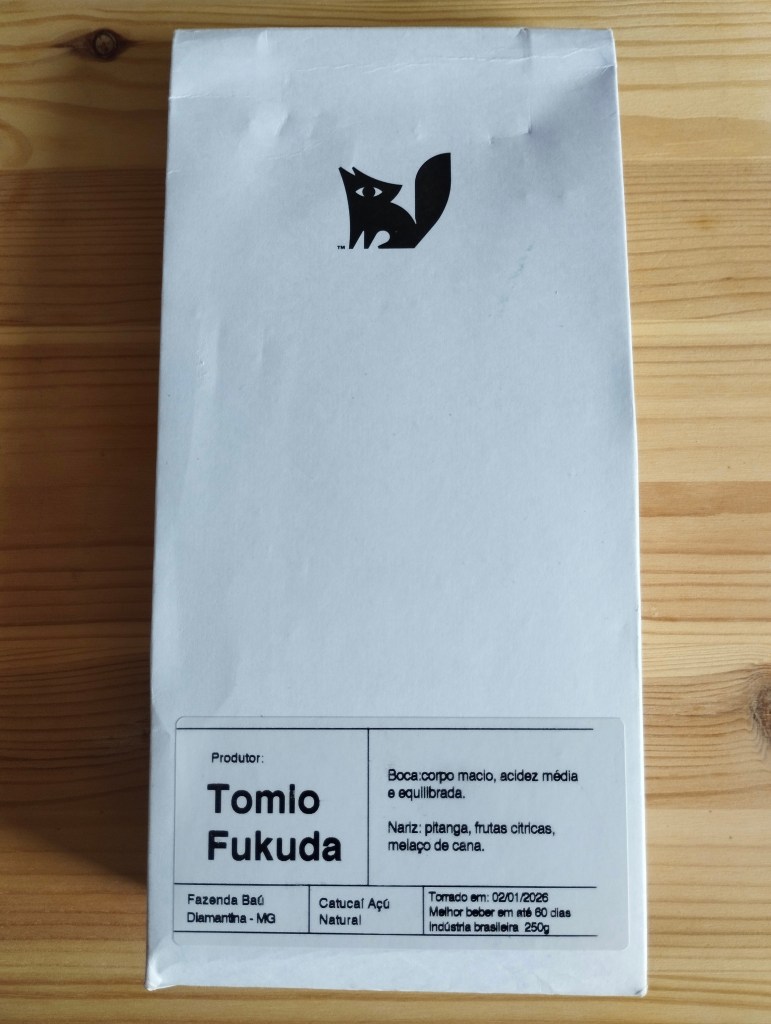 TM
Produtor:
Tomio
Fukuda
Boca:corpo macio, acidez média
e equilibrada.
Nariz: pitanga, frutas cítricas,
melaço de cana.
Fazenda Baú
Diamantina - MG
Catucaí Açú
Natural
Torrado em: 02/01/2026
Melhor beber em até 60 dias
Indústria brasileira 250g